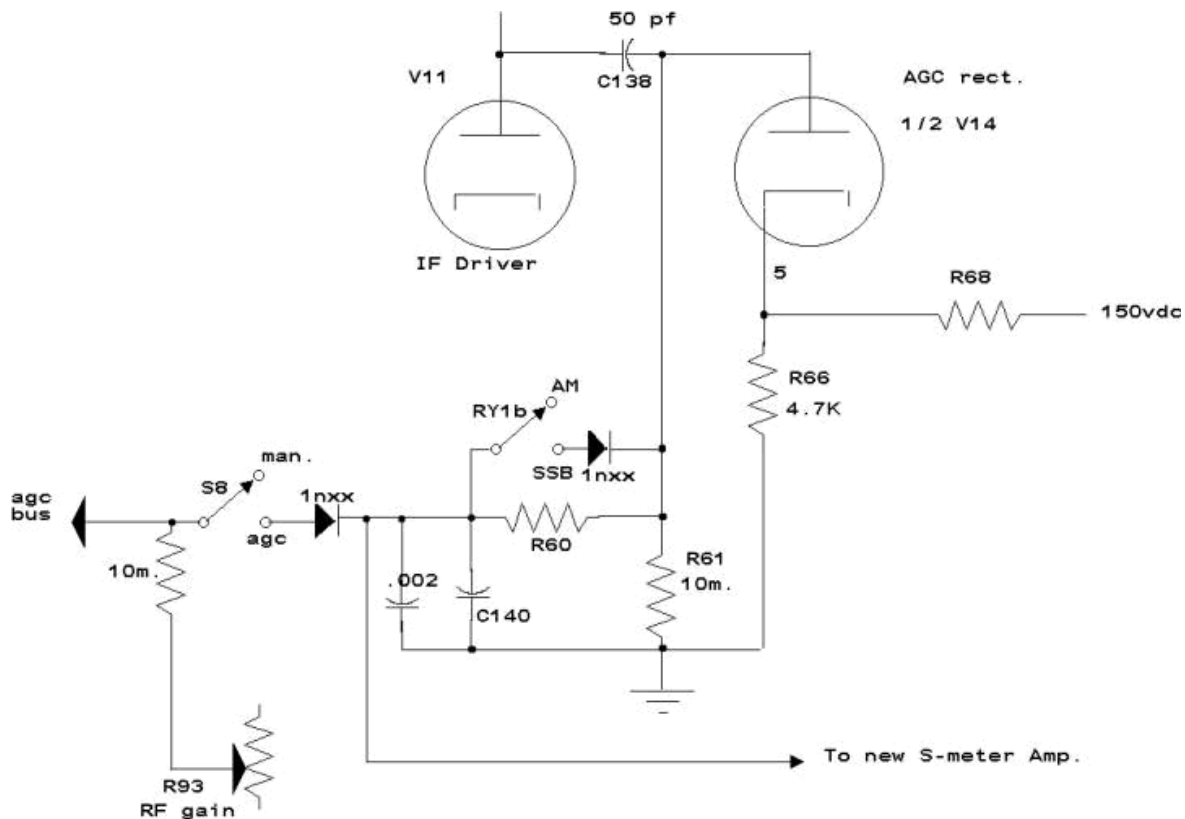 50 pf
V11
C138
AGC rect.
1/2 V14
IF Driver
5
R68
150vdc
R66
4.7K
AM
RY1b
man.
SSB
1nxx
S8
1nxx
agc
bus
agc
R60
R61
10m.
10m.
.002
C140
To new S-meter Amp.
R93
RF gain